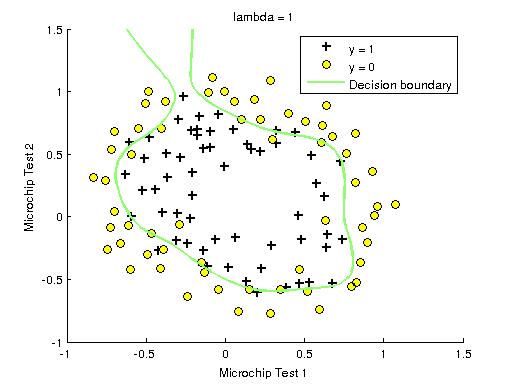 lambda = 1
1.5
y = 1
y = 0
Decision boundary
1
0.5
Microchip Test 2
0
-0.5
-1
-1
-0.5
0
0.5
1
1.5
Microchip Test 1